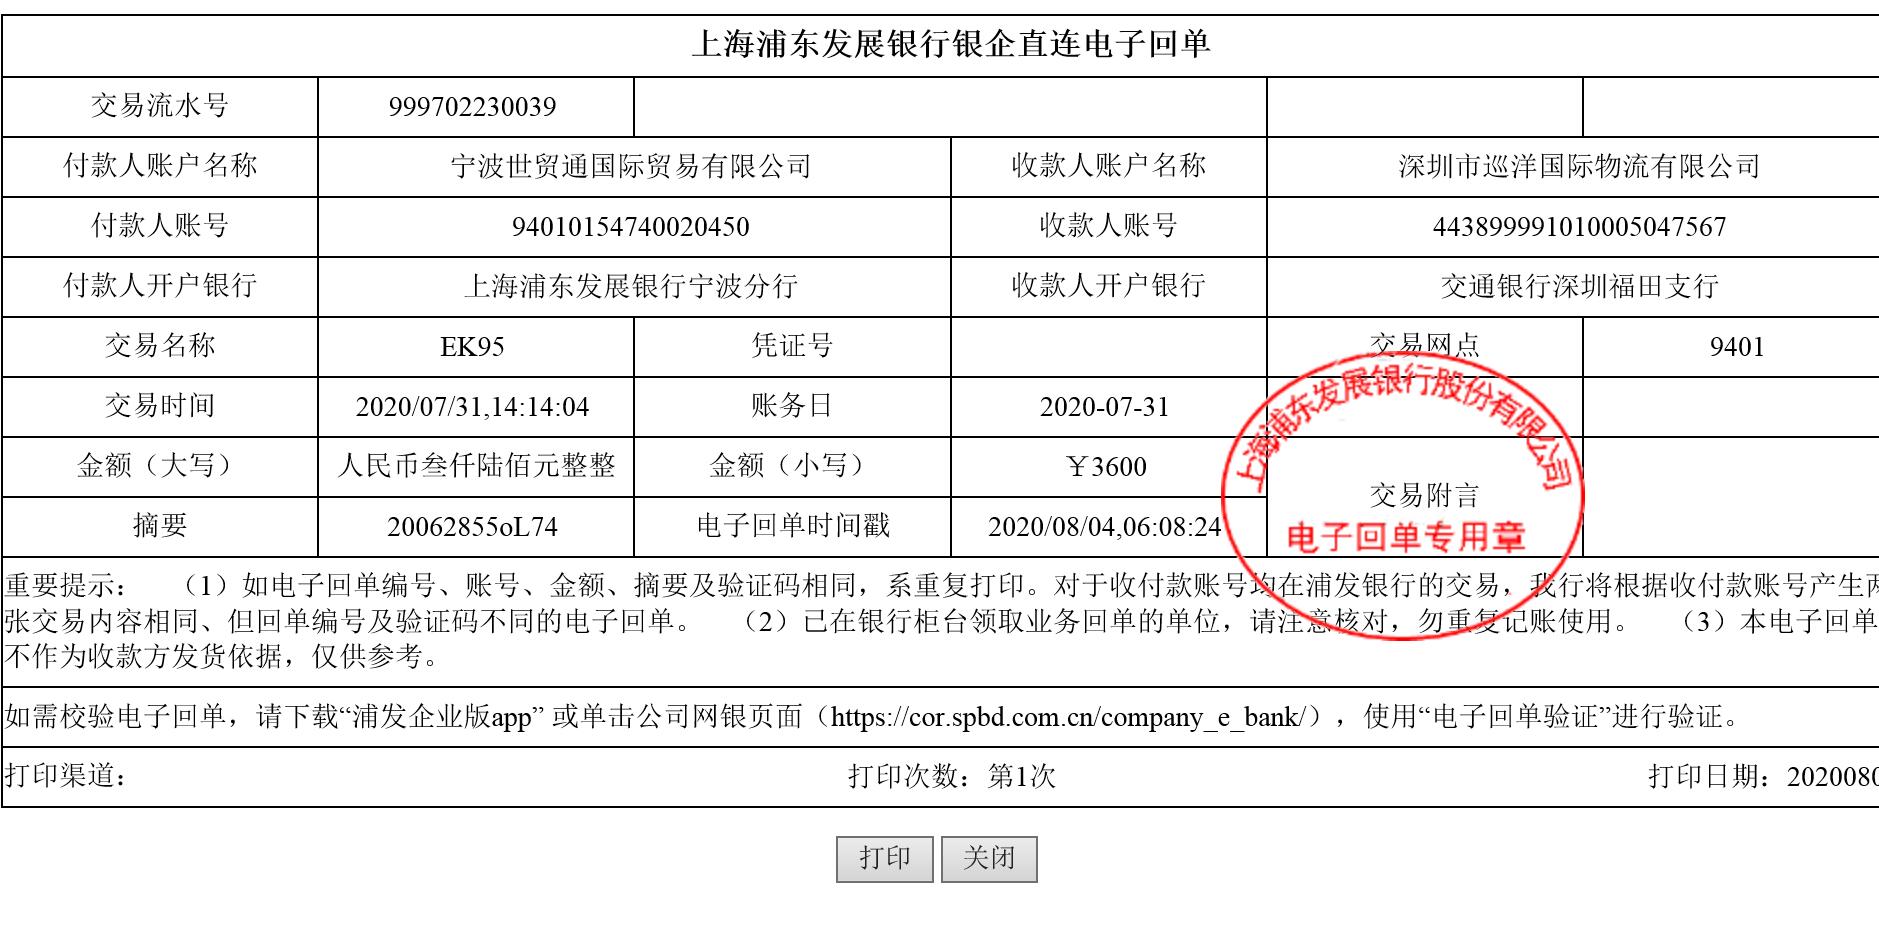 上海浦东发展银行银企直连电子回单
交易流水号 999702230039
付款人账户名称 宁波世贸通国际贸易有限公司 收款人账户名称 深圳市巡洋国际物流有限公司
付款人账号 94010154740020450 收款人账号 443899991010005047567
付款人开户银行 上海浦东发展银行宁波分行 收款人开户银行 交通银行深圳福田支行
交易名称 EK95 凭证号 交易网点 9401
交易时间 2020/07/31,14:14:04 账务日 2020-07-31
金额（大写） 人民币叁仟陆佰元整整 金额（小写） ￥3600
交易附言
摘要 20062855oL74 电子回单时间戳 2020/08/04,06:08:24
上海浦东发展银行股份有限公司
电子回单专用章
重要提示： （1）如电子回单编号、账号、金额、摘要及验证码相同，系重复打印。对于收付款账号均在浦发银行的交易，我行将根据收付款账号产生两
张交易内容相同、但回单编号及验证码不同的电子回单。 （2）已在银行柜台领取业务回单的单位，请注意核对，勿重复记账使用。 （3）本电子回单
不作为收款方发货依据，仅供参考。
如需校验电子回单，请下载“浦发企业版app” 或单击公司网银页面（https://cor.spbd.com.cn/company_e_bank/），使用“电子回单验证”进行验证。
打印渠道： 打印次数：第1次 打印日期：2020080
打印 关闭